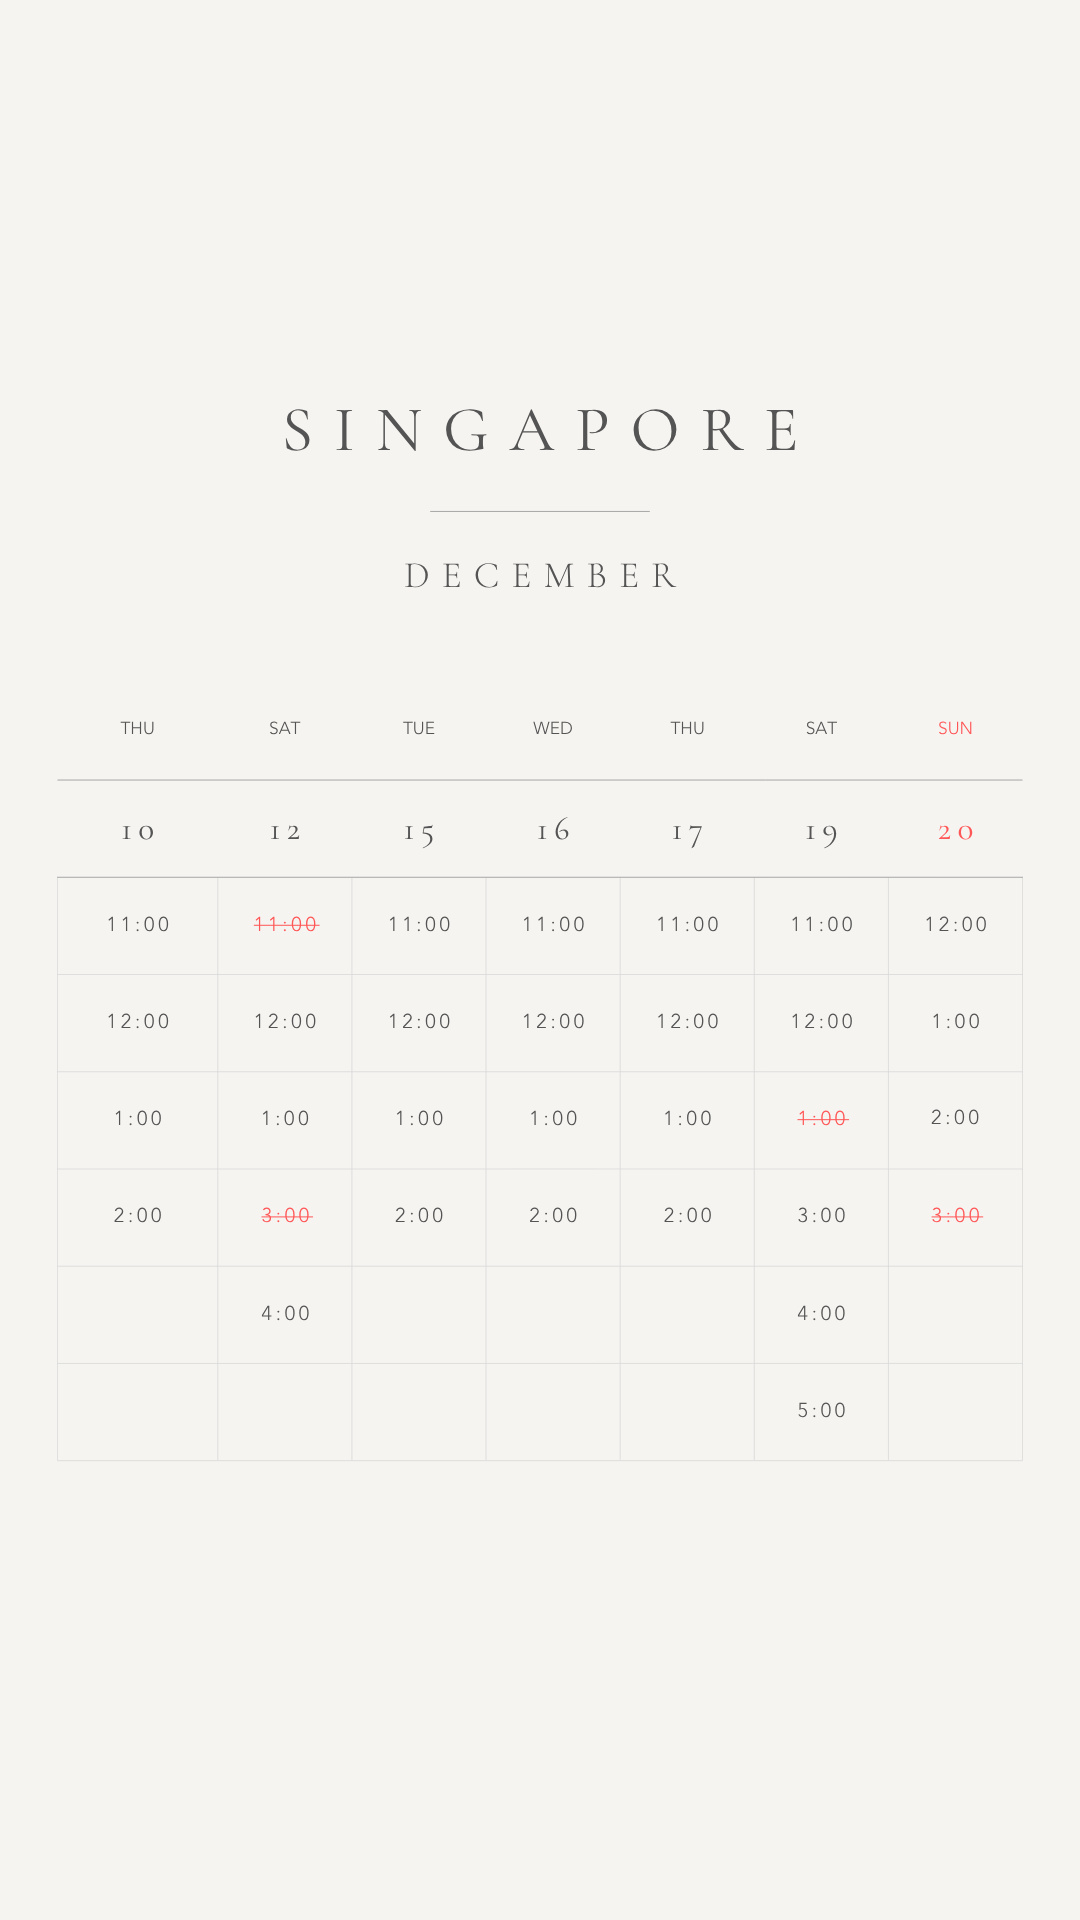 SINGAPORE
DECEMBER
THU SAT TUE WED THU SAT SUN
10 12 15 16 17 19 20
11:00 11:00 11:00 11:00 11:00 11:00 12:00
12:00 12:00 12:00 12:00 12:00 12:00 1:00
1:00 1:00 1:00 1:00 1:00 1:00 2:00
2:00 3:00 2:00 2:00 2:00 3:00 3:00
4:00 4:00
5:00